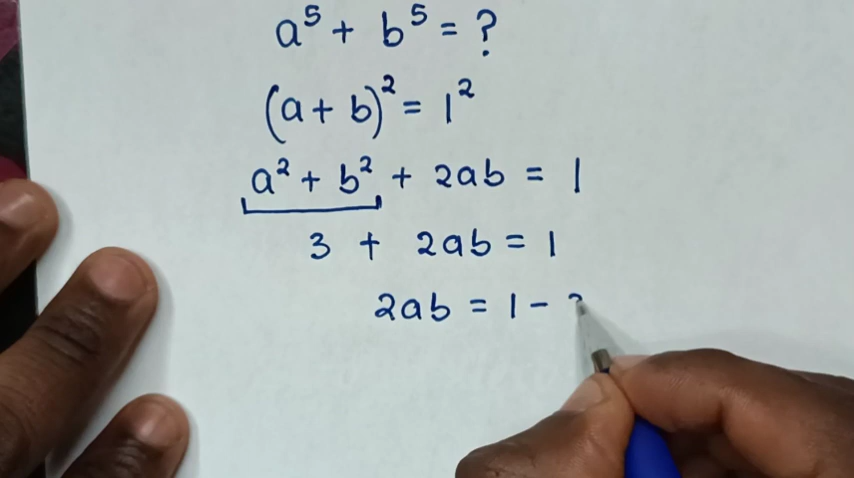 a⁵ + b⁵ = ?
(a + b)² = 1²
a² + b² + 2ab = 1
3 + 2ab = 1
2ab = 1 -